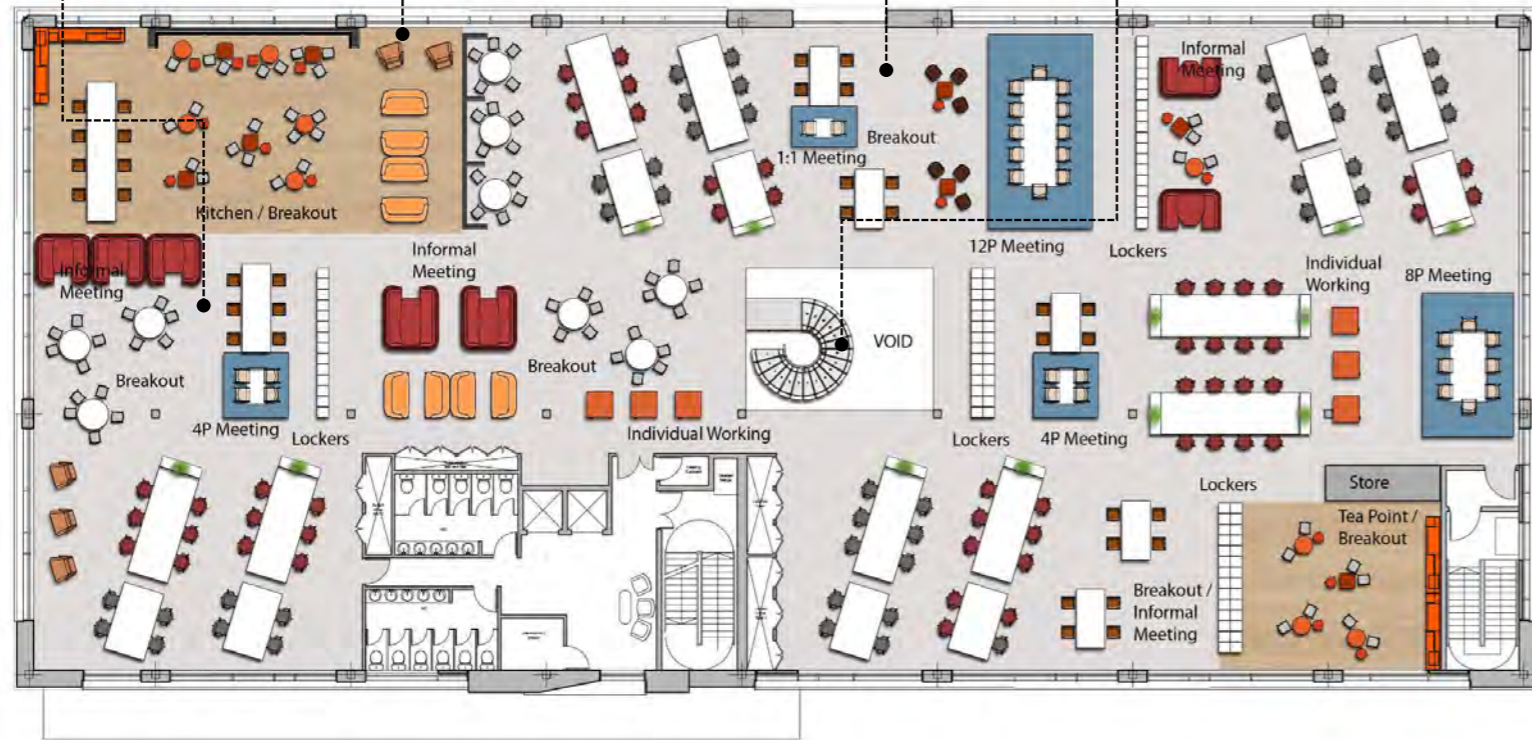 Informal
Meeting
Breakout
1:1 Meeting
Kitchen / Breakout
12P Meeting
Lockers
Informal
Meeting
Informal
Meeting
Individual
Working
8P Meeting
VOID
Breakout
Breakout
4P Meeting
Lockers
Individual Working
Lockers
4P Meeting
Lockers
Store
Tea Point /
Breakout
Breakout /
Informal
Meeting